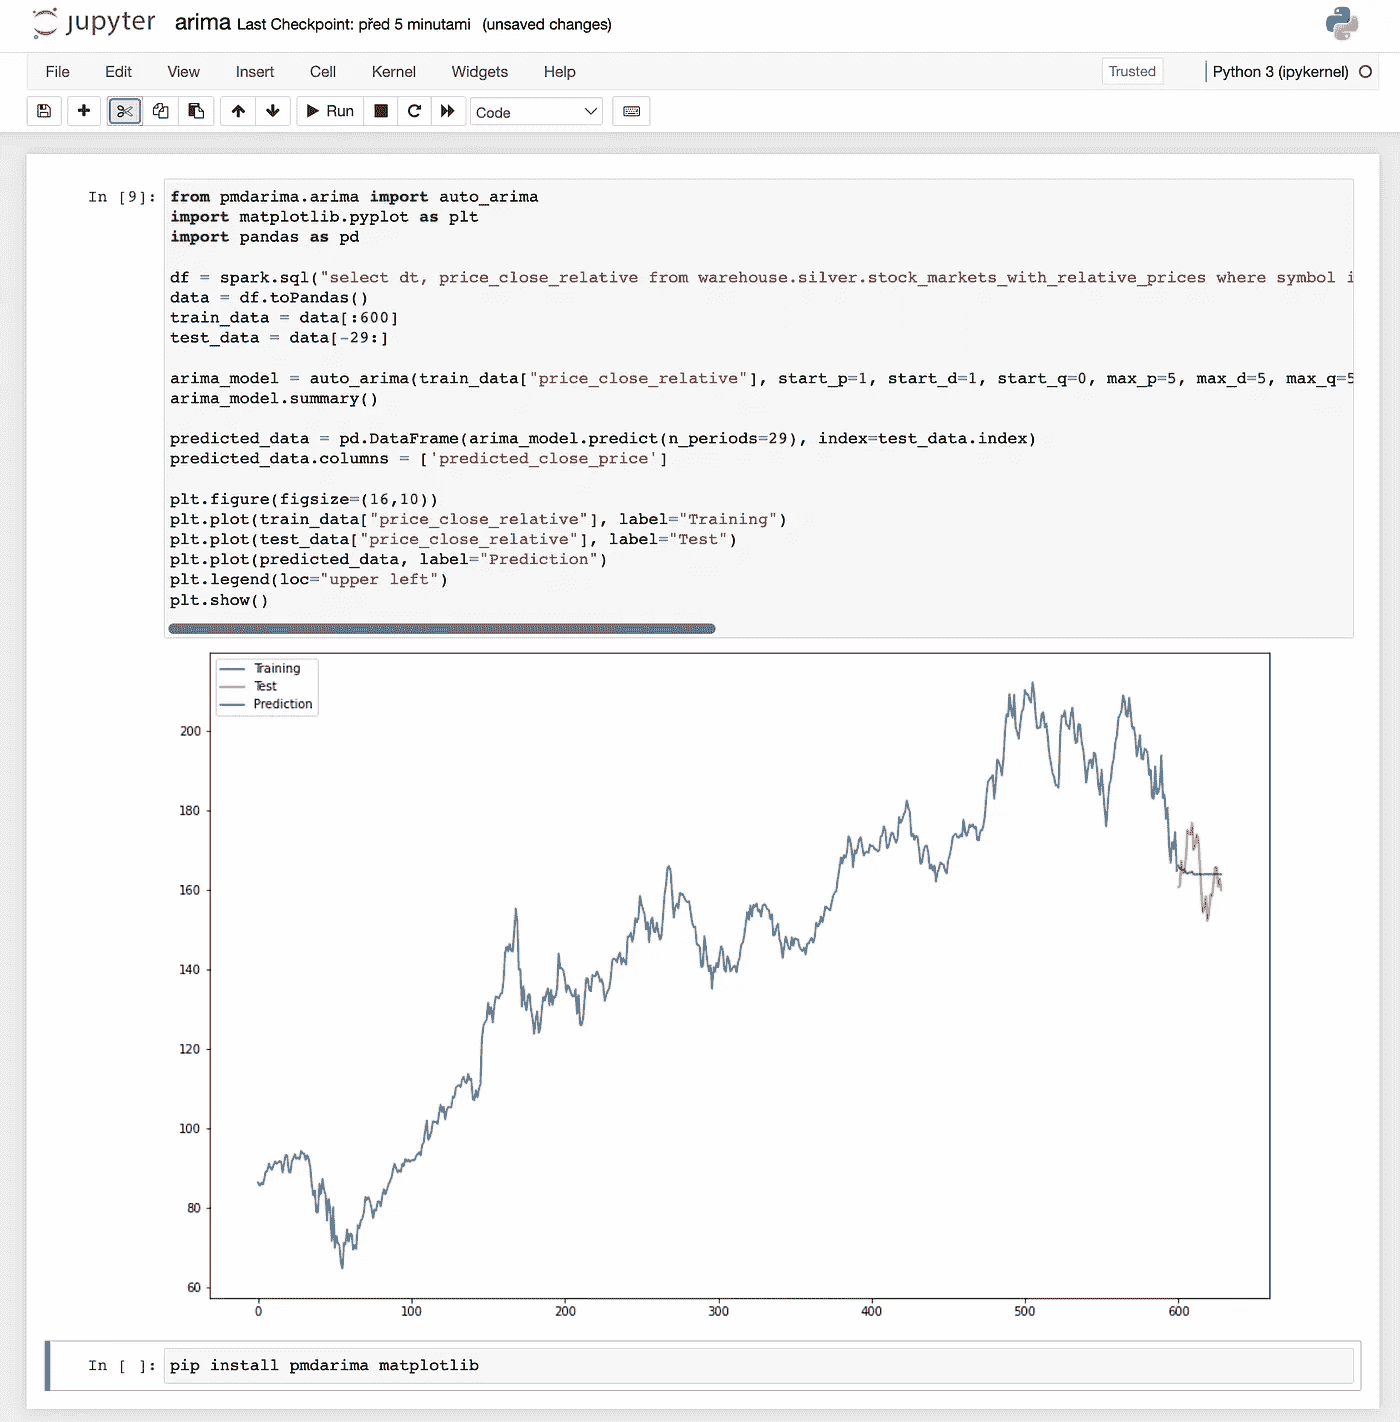 jupyter arima Last Checkpoint: před 5 minutami (unsaved changes)
File Edit View Insert Cell Kernel Widgets Help Trusted Python 3 (ipykernel)
Run Code
In [9]: from pmdarima.arima import auto_arima
import matplotlib.pyplot as plt
import pandas as pd
df = spark.sql("select dt, price_close_relative from warehouse.silver.stock_markets_with_relative_prices where symbol i
data = df.toPandas()
train_data = data[:600]
test_data = data[-29:]
arima_model = auto_arima(train_data["price_close_relative"], start_p=1, start_d=1, start_q=0, max_p=5, max_d=5, max_q=5
arima_model.summary()
predicted_data = pd.DataFrame(arima_model.predict(n_periods=29), index=test_data.index)
predicted_data.columns = ['predicted_close_price']
plt.figure(figsize=(16,10))
plt.plot(train_data["price_close_relative"], label="Training")
plt.plot(test_data["price_close_relative"], label="Test")
plt.plot(predicted_data, label="Prediction")
plt.legend(loc="upper left")
plt.show()
Training
Test
Prediction
200
180
160
140
120
100
80
60
0 100 200 300 400 500 600
In [ ]: pip install pmdarima matplotlib